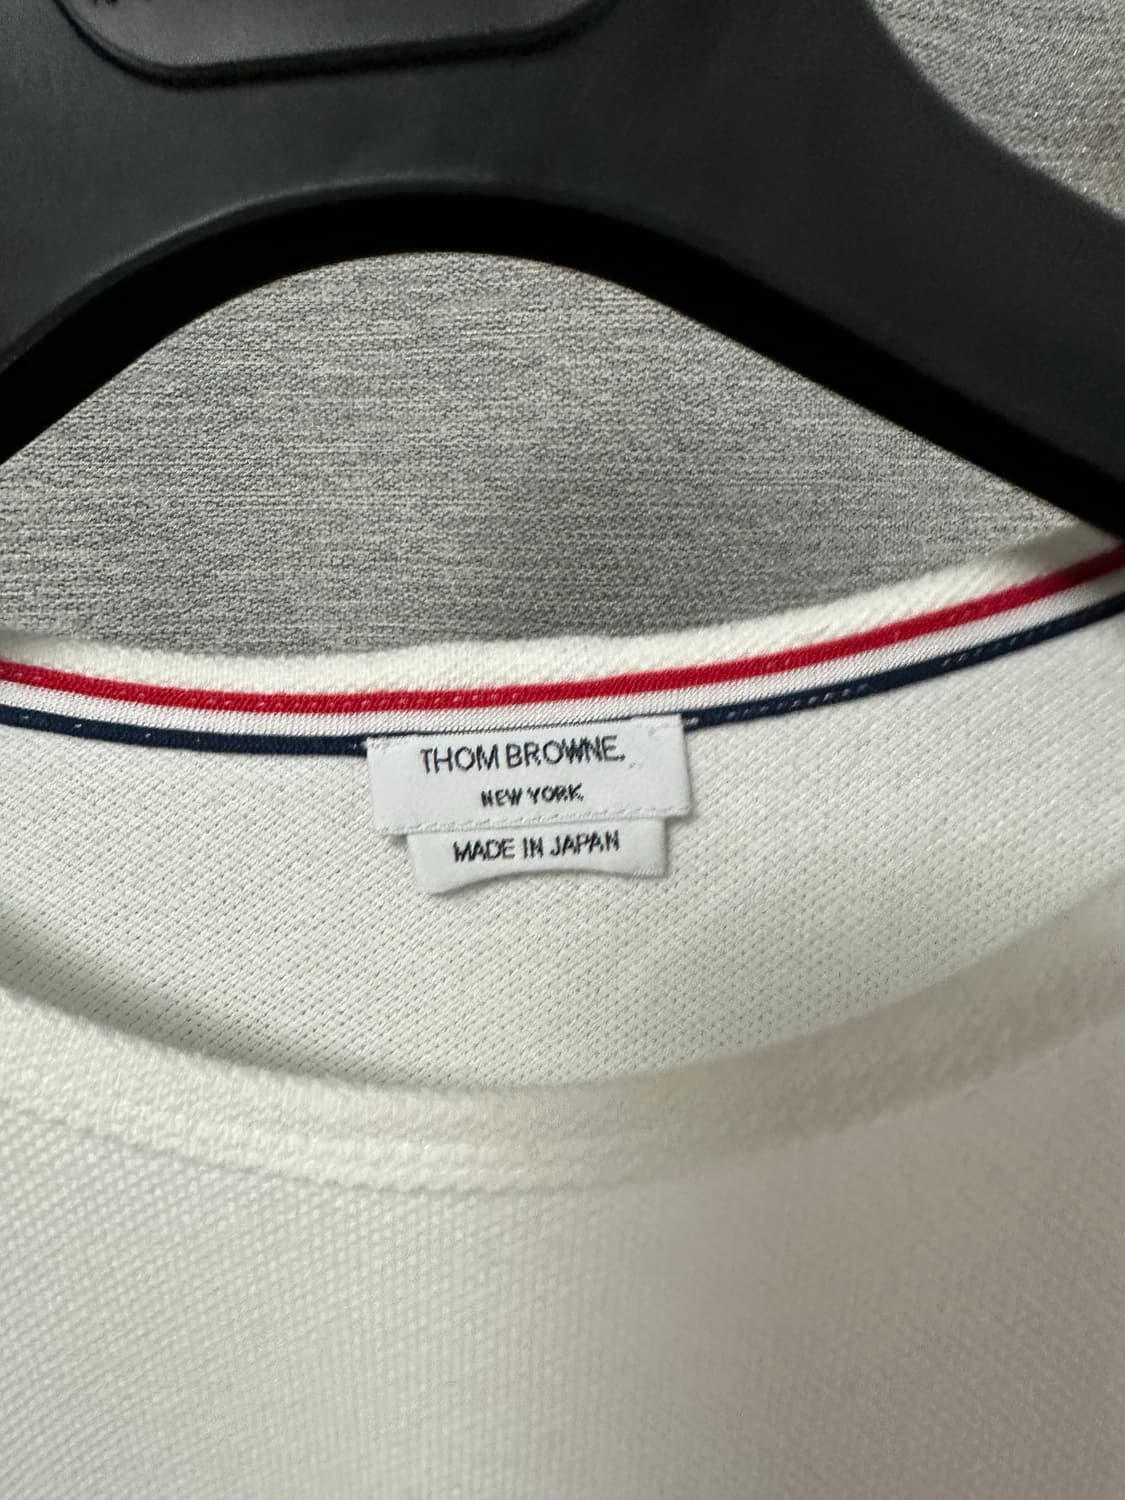 THOM BROWNE.
NEW YORK.
MADE IN JAPAN